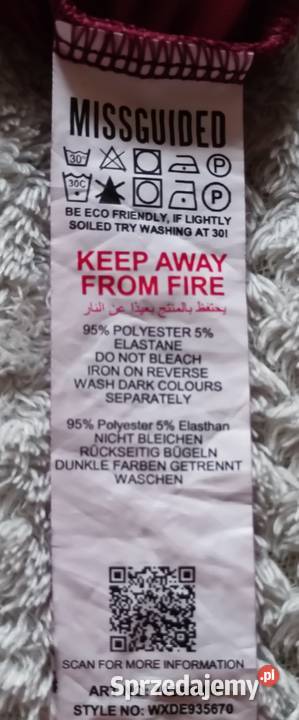 MISSGUIDED
30° P
30C P
BE ECO FRIENDLY, IF LIGHTLY
SOILED TRY WASHING AT 30!
KEEP AWAY
FROM FIRE
يحتفظ بالمنتج بعيدًا عن النار
95% POLYESTER 5%
ELASTANE
DO NOT BLEACH
IRON ON REVERSE
WASH DARK COLOURS
SEPARATELY
95% Polyester 5% Elasthan
NICHT BLEICHEN
RÜCKSEITIG BÜGELN
DUNKLE FARBEN GETRENNT
WASCHEN
SCAN FOR MORE INFORMATION
Sprzedajemy.pl
STYLE NO: WXDE935670